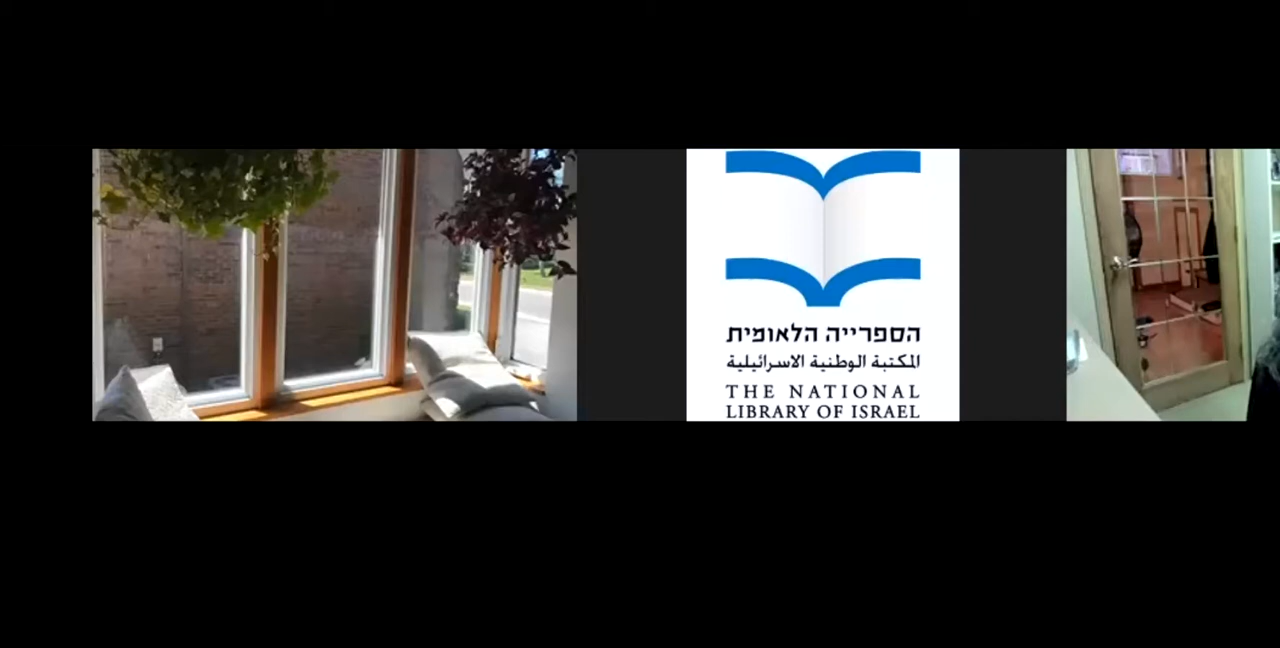 הספרייה הלאומית
المكتبة الوطنية الاسرائيلية
THE NATIONAL
LIBRARY OF ISRAEL